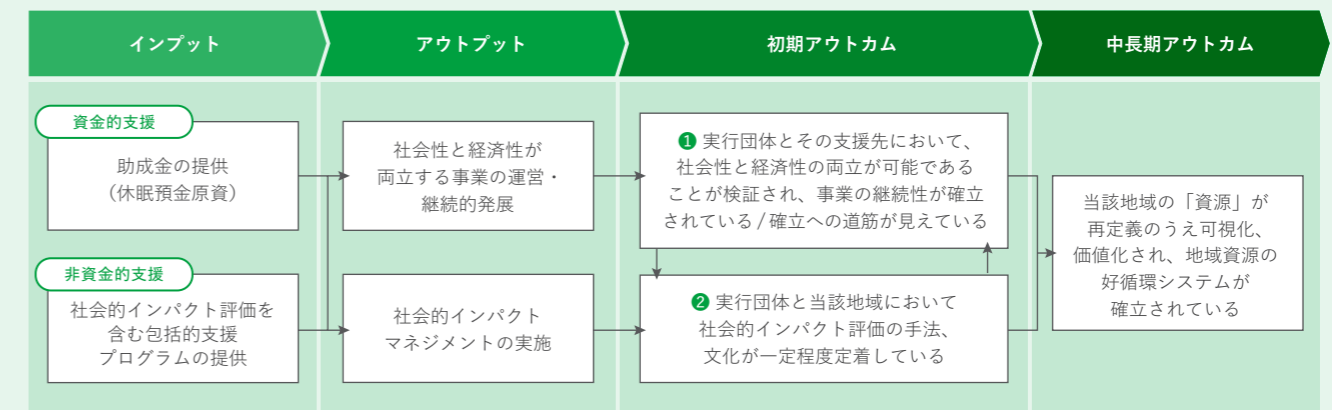 インプット
アウトプット
初期アウトカム
中長期アウトカム
資金的支援
助成金の提供
（休眠預金原資）
非資金的支援
社会的インパクト評価を
含む包括的支援
プログラムの提供
社会性と経済性が
両立する事業の運営・
継続的発展
社会的インパクト
マネジメントの実施
❶ 実行団体とその支援先において、
社会性と経済性の両立が可能である
ことが検証され、事業の継続性が確立
されている / 確立への道筋が見えている
❷ 実行団体と当該地域において
社会的インパクト評価の手法、
文化が一定程度定着している
当該地域の「資源」が
再定義のうえ可視化、
価値化され、地域資源の
好循環システムが
確立されている